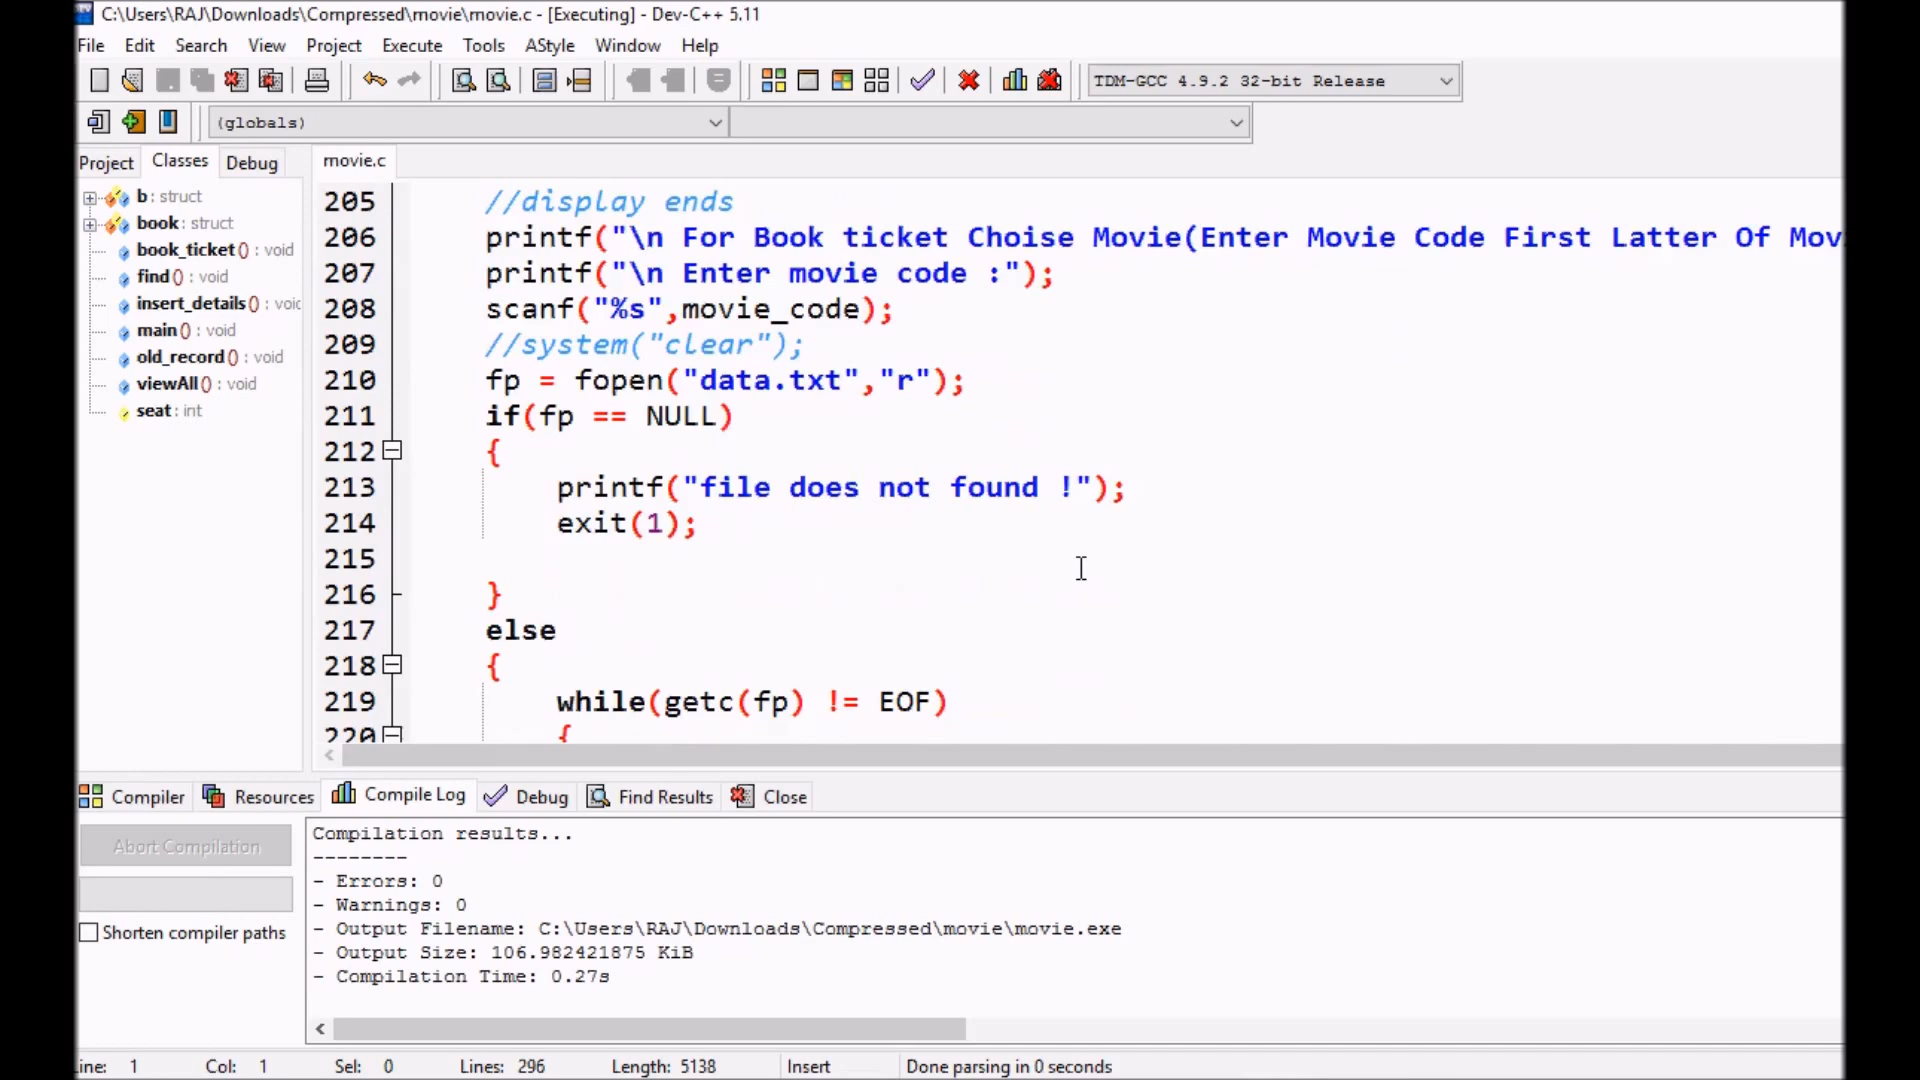 C:\Users\RAJ\Downloads\Compressed\movie\movie.c - [Executing] - Dev-C++ 5.11
File Edit Search View Project Execute Tools AStyle Window Help
TDM-GCC 4.9.2 32-bit Release
(globals)
Project Classes Debug movie.c
b : struct
book : struct
book_ticket () : void
find () : void
insert_details () : voic
main () : void
old_record () : void
viewAll () : void
seat : int
205 //display ends
206 printf("\n For Book ticket Choise Movie(Enter Movie Code First Latter Of Mov
207 printf("\n Enter movie code :");
208 scanf("%s",movie_code);
209 //system("clear");
210 fp = fopen("data.txt","r");
211 if(fp == NULL)
212 {
213 printf("file does not found !");
214 exit(1);
215
216 }
217 else
218 {
219 while(getc(fp) != EOF)
220 {
Compiler Resources Compile Log Debug Find Results Close
Abort Compilation
Shorten compiler paths
Compilation results...
--------
- Errors: 0
- Warnings: 0
- Output Filename: C:\Users\RAJ\Downloads\Compressed\movie\movie.exe
- Output Size: 106.982421875 KiB
- Compilation Time: 0.27s
ine: 1 Col: 1 Sel: 0 Lines: 296 Length: 5138 Insert Done parsing in 0 seconds